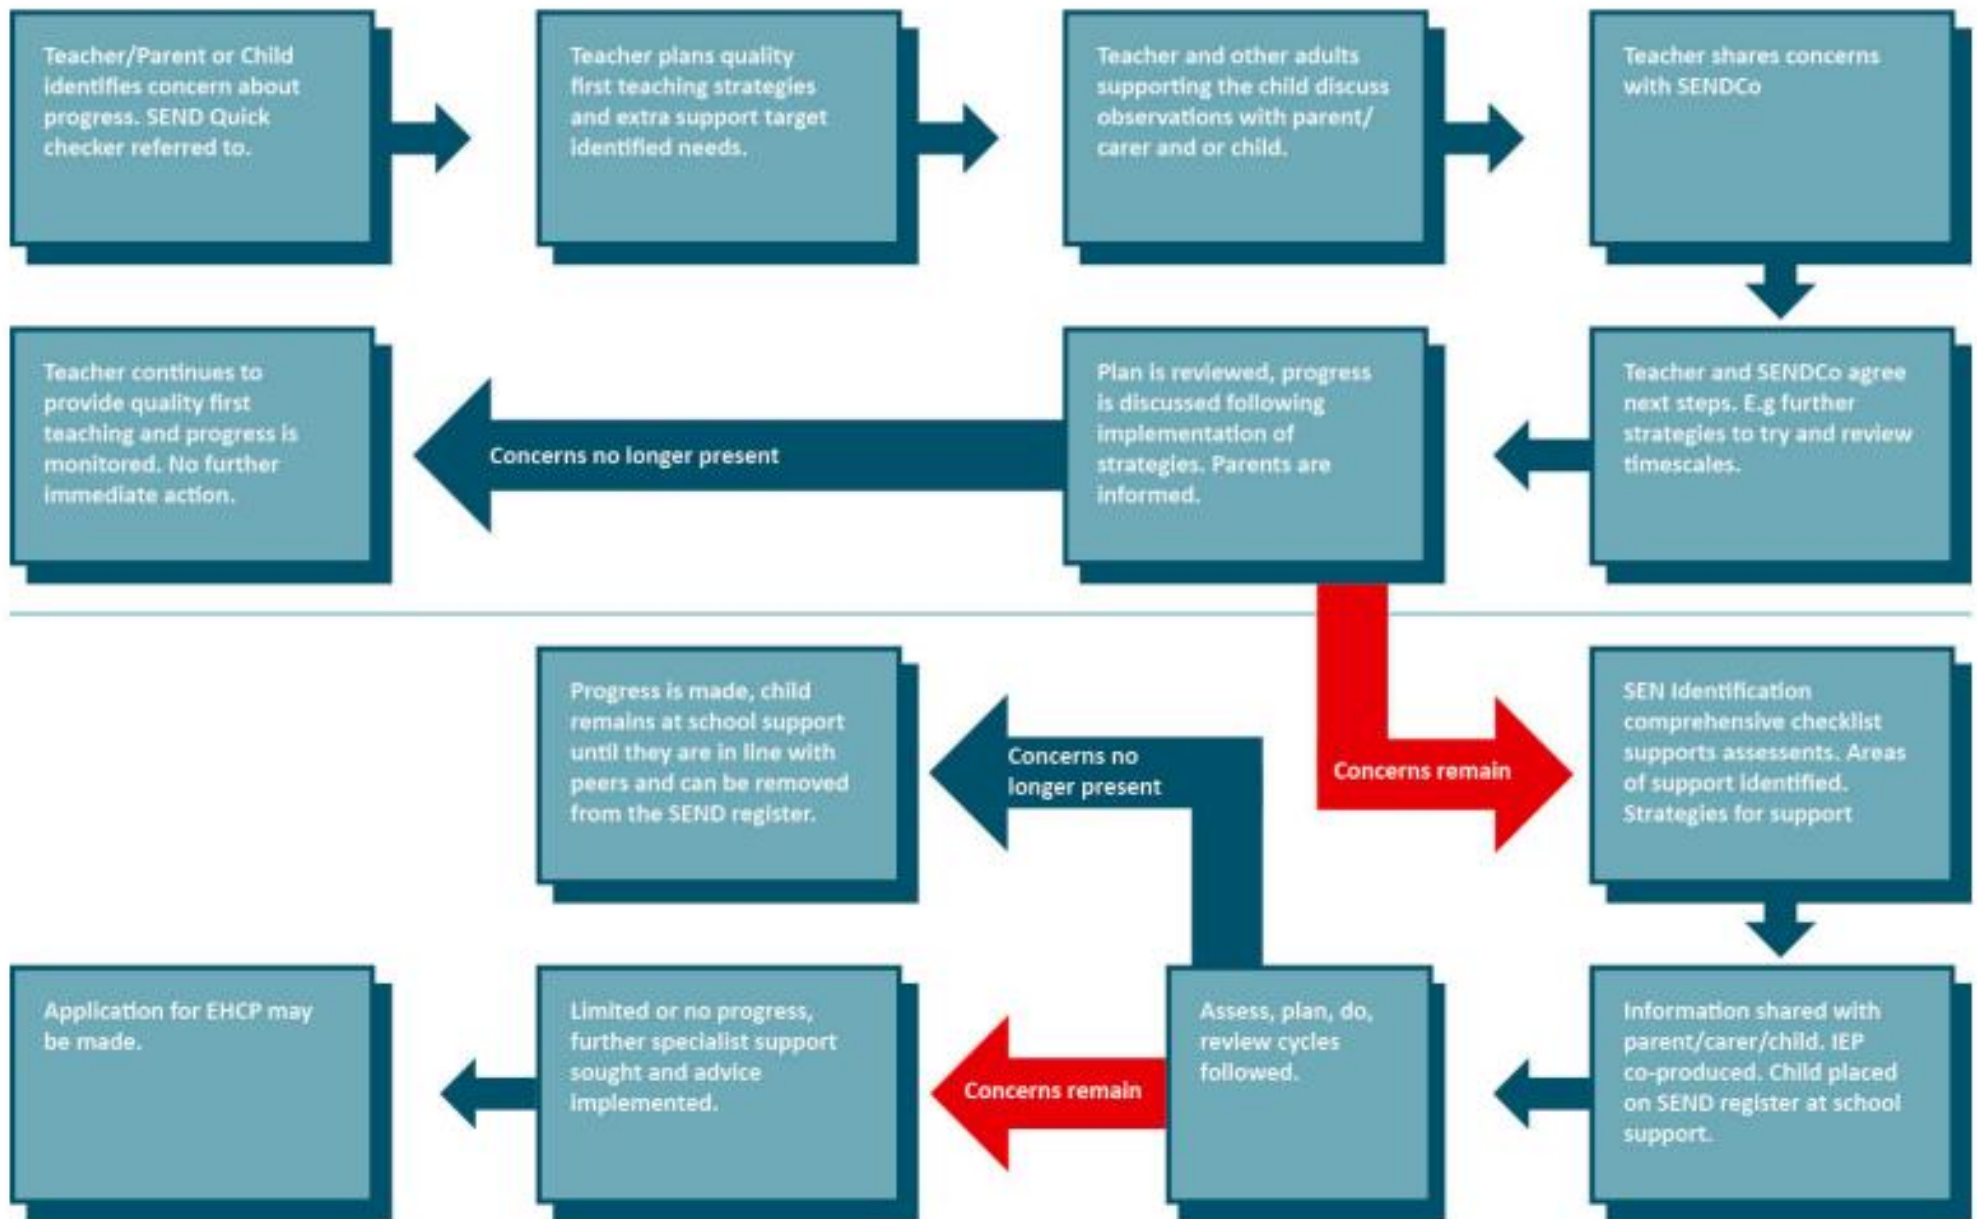 Teacher/Parent or Child
identifies concern about
progress. SEND Quick
checker referred to.
Teacher plans quality
first teaching strategies
and extra support target
identified needs.
Teacher and other adults
supporting the child discuss
observations with parent/
carer and or child.
Teacher shares concerns
with SENDCo
Teacher and SENDCo agree
next steps. E.g further
strategies to try and review
timescales.
Plan is reviewed, progress
is discussed following
implementation of
strategies. Parents are
informed.
Concerns no longer present
Teacher continues to
provide quality first
teaching and progress is
monitored. No further
immediate action.
Concerns remain
SEN Identification
comprehensive checklist
supports assessents. Areas
of support identified.
Strategies for support
Information shared with
parent/carer/child. IEP
co-produced. Child placed
on SEND register at school
support.
Assess, plan, do,
review cycles
followed.
Concerns no
longer present
Progress is made, child
remains at school support
until they are in line with
peers and can be removed
from the SEND register.
Concerns remain
Limited or no progress,
further specialist support
sought and advice
implemented.
Application for EHCP may
be made.